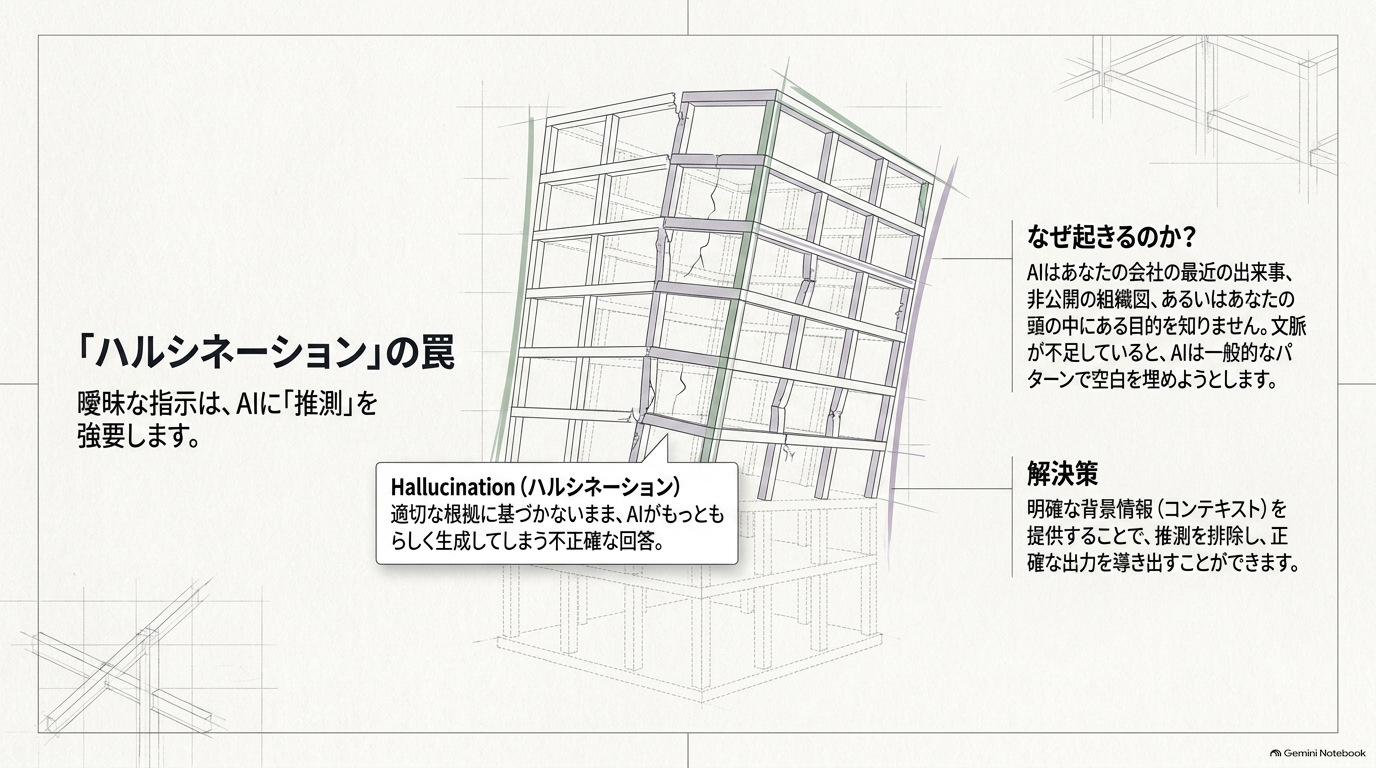 「ハルシネーション」の罠
曖昧な指示は、AIに「推測」を
強要します。
Hallucination（ハルシネーション）
適切な根拠に基づかないまま、AIがもっとも
らしく生成してしまう不正確な回答。
なぜ起きるのか?
AIはあなたの会社の最近の出来事、
非公開の組織図、あるいはあなたの
頭の中にある目的を知りません。文脈
が不足していると、AIは一般的なパ
ターンで空白を埋めようとします。
解決策
明確な背景情報（コンテキスト）を
提供することで、推測を排除し、正
確な出力を導き出すことができます。
Gemini Notebook